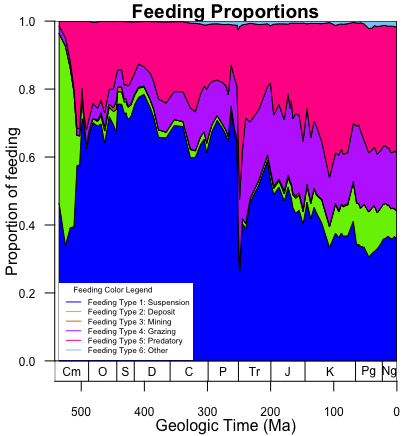 Feeding Proportions
1.0
0.8
0.6
0.4
0.2
0.0
Proportion of feeding
Feeding Color Legend
Feeding Type 1: Suspension
Feeding Type 2: Deposit
Feeding Type 3: Mining
Feeding Type 4: Grazing
Feeding Type 5: Predatory
Feeding Type 6: Other
Cm O S D C P Tr J K Pg Ng
500 400 300 200 100 0
Geologic Time (Ma)